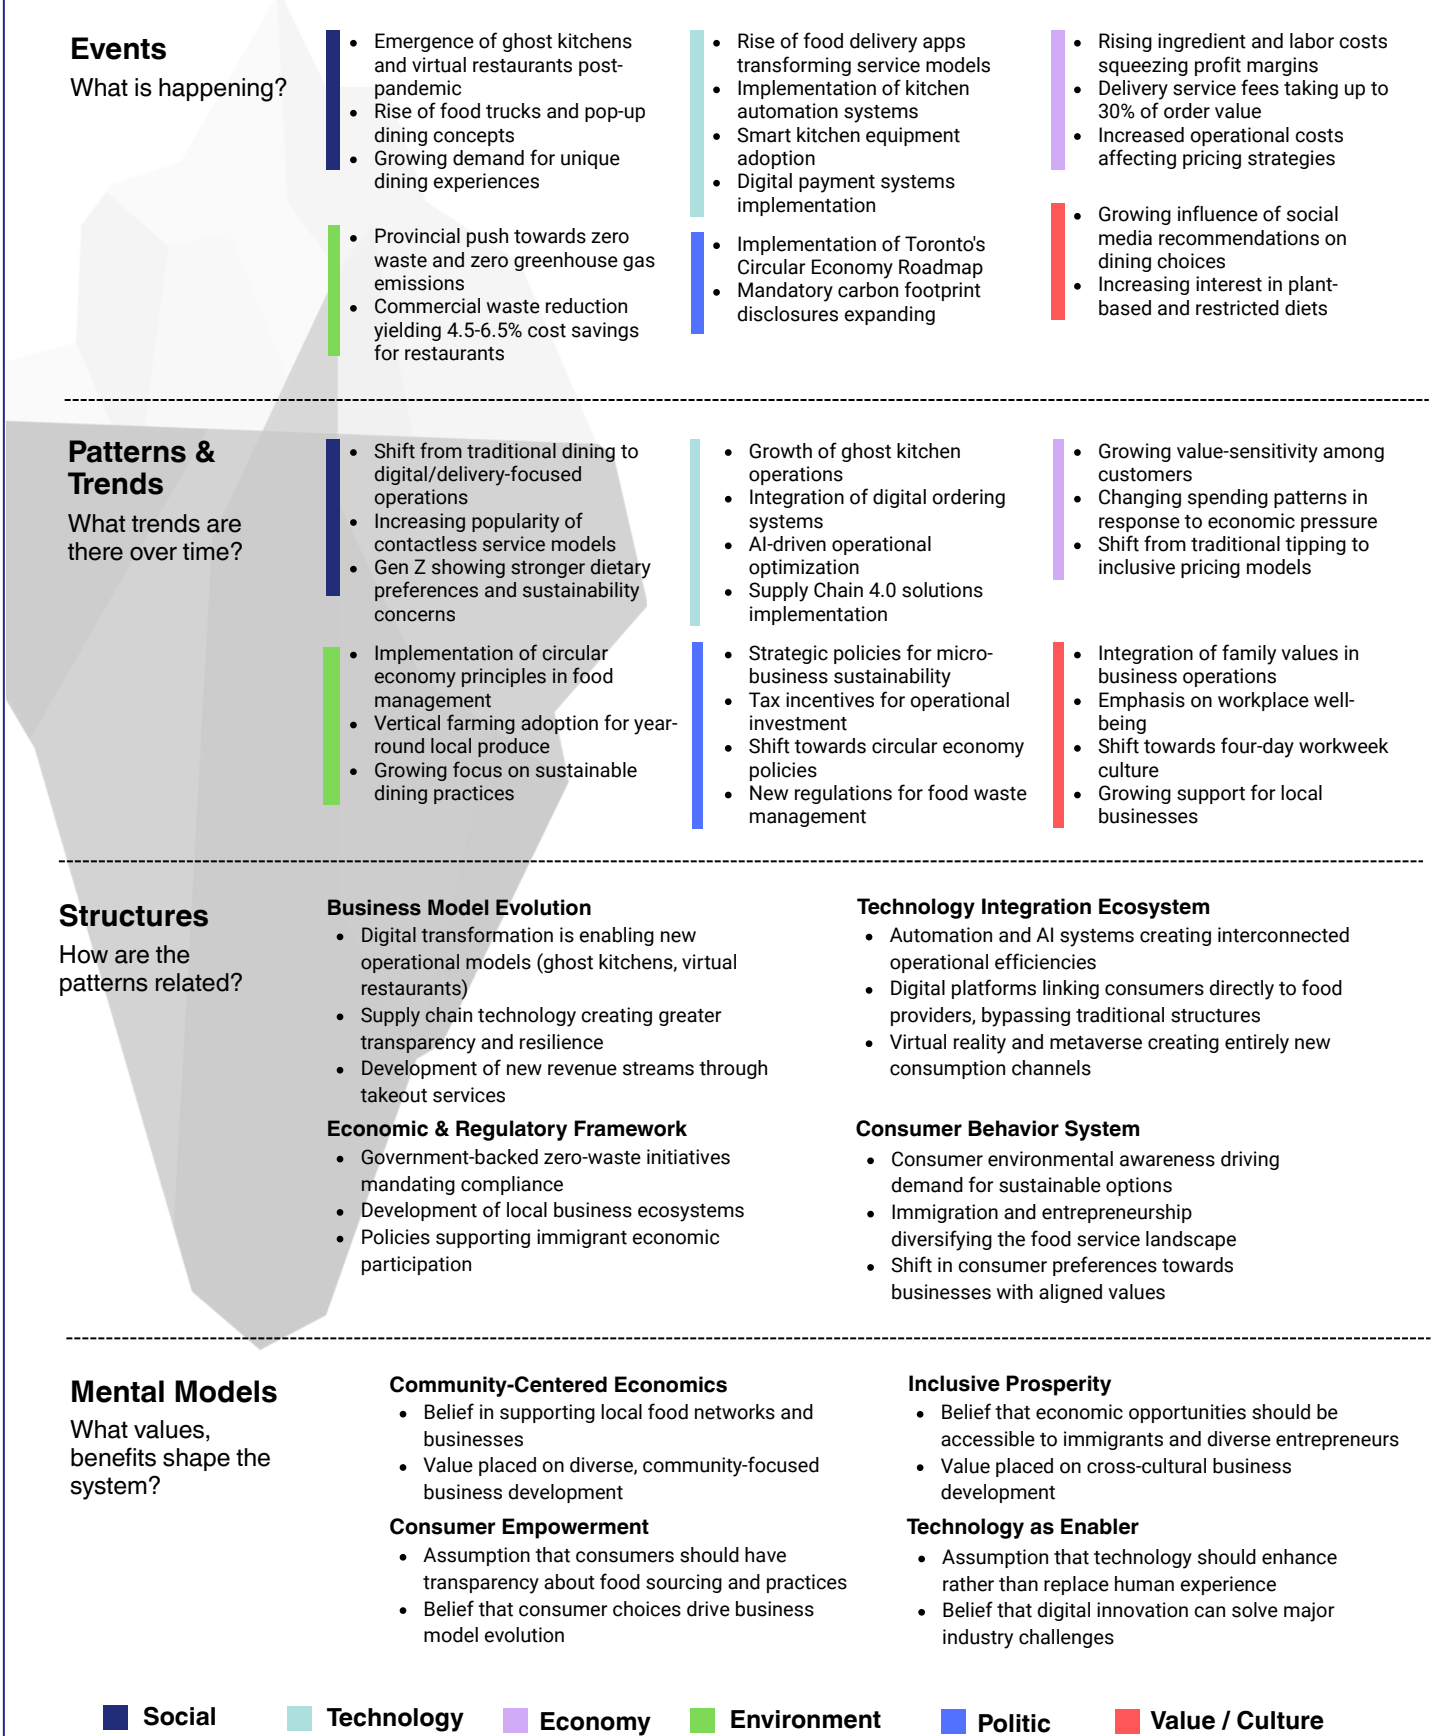 Events
What is happening?
Emergence of ghost kitchens
and virtual restaurants post-
pandemic
Rise of food trucks and pop-up
dining concepts
Growing demand for unique
dining experiences
Rise of food delivery apps
transforming service models
Implementation of kitchen
automation systems
Smart kitchen equipment
adoption
Digital payment systems
implementation
Rising ingredient and labor costs
squeezing profit margins
Delivery service fees taking up to
30% of order value
Increased operational costs
affecting pricing strategies
Provincial push towards zero
waste and zero greenhouse gas
emissions
Commercial waste reduction
yielding 4.5-6.5% cost savings
for restaurants
Implementation of Toronto's
Circular Economy Roadmap
Mandatory carbon footprint
disclosures expanding
Growing influence of social
media recommendations on
dining choices
Increasing interest in plant-
based and restricted diets
Patterns &
Trends
What trends are
there over time?
Shift from traditional dining to
digital/delivery-focused
operations
Increasing popularity of
contactless service models
Gen Z showing stronger dietary
preferences and sustainability
concerns
Growth of ghost kitchen
operations
Integration of digital ordering
systems
AI-driven operational
optimization
Supply Chain 4.0 solutions
implementation
Growing value-sensitivity among
customers
Changing spending patterns in
response to economic pressure
Shift from traditional tipping to
inclusive pricing models
Implementation of circular
economy principles in food
management
Vertical farming adoption for year-
round local produce
Growing focus on sustainable
dining practices
Strategic policies for micro-
business sustainability
Tax incentives for operational
investment
Shift towards circular economy
policies
New regulations for food waste
management
Integration of family values in
business operations
Emphasis on workplace well-
being
Shift towards four-day workweek
culture
Growing support for local
businesses
Structures
How are the
patterns related?
Business Model Evolution
Digital transformation is enabling new
operational models (ghost kitchens, virtual
restaurants)
Supply chain technology creating greater
transparency and resilience
Development of new revenue streams through
takeout services
Technology Integration Ecosystem
Automation and AI systems creating interconnected
operational efficiencies
Digital platforms linking consumers directly to food
providers, bypassing traditional structures
Virtual reality and metaverse creating entirely new
consumption channels
Economic & Regulatory Framework
Government-backed zero-waste initiatives
mandating compliance
Development of local business ecosystems
Policies supporting immigrant economic
participation
Consumer Behavior System
Consumer environmental awareness driving
demand for sustainable options
Immigration and entrepreneurship
diversifying the food service landscape
Shift in consumer preferences towards
businesses with aligned values
Mental Models
What values,
benefits shape the
system?
Community-Centered Economics
Belief in supporting local food networks and
businesses
Value placed on diverse, community-focused
business development
Inclusive Prosperity
Belief that economic opportunities should be
accessible to immigrants and diverse entrepreneurs
Value placed on cross-cultural business
development
Consumer Empowerment
Assumption that consumers should have
transparency about food sourcing and practices
Belief that consumer choices drive business
model evolution
Technology as Enabler
Assumption that technology should enhance
rather than replace human experience
Belief that digital innovation can solve major
industry challenges
Social
Technology
Economy
Environment
Politic
Value / Culture